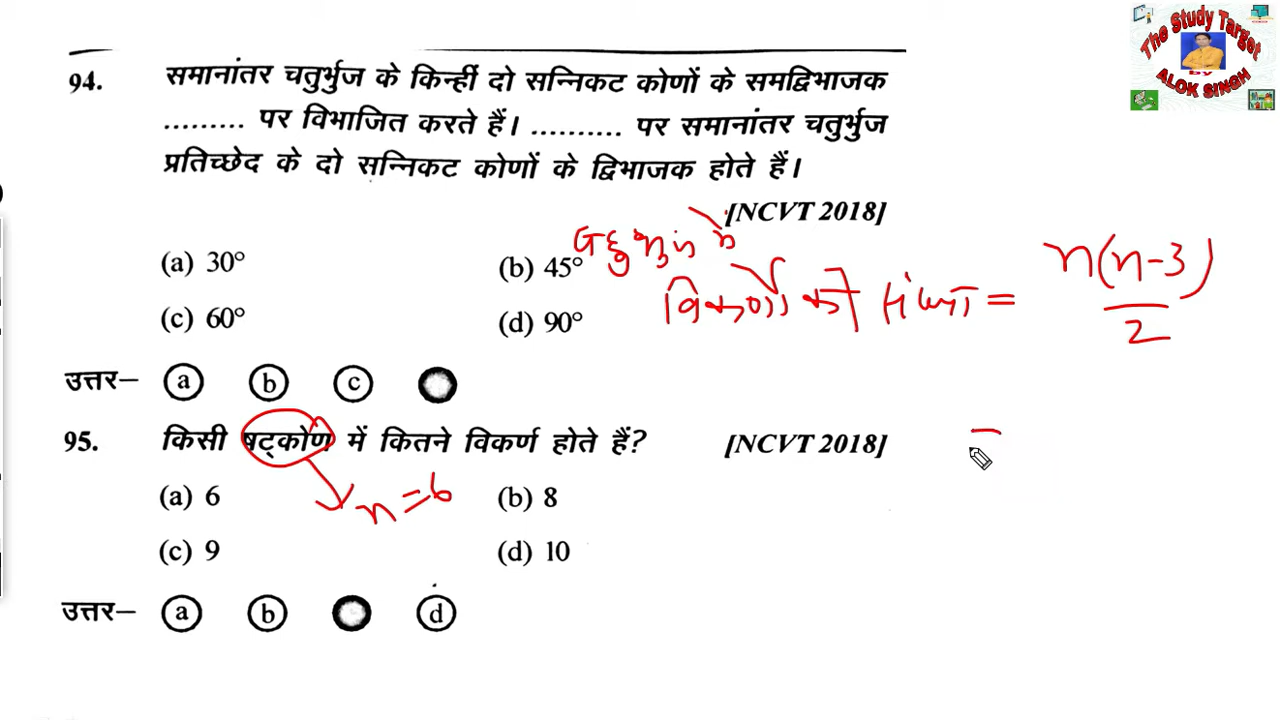 The Study Target
BY
ALOK SINGH
94. समानांतर चतुर्भुज के किन्हीं दो सन्निकट कोणों के समद्विभाजक
......... पर विभाजित करते हैं। .......... पर समानांतर चतुर्भुज
प्रतिच्छेद के दो सन्निकट कोणों के द्विभाजक होते हैं।
[NCVT 2018]
(a) 30° (b) 45°
विकर्णों की संख्या = n(n-3)/2
(c) 60° (d) 90°
उत्तर– a b c
95. किसी षट्कोण में कितने विकर्ण होते हैं? [NCVT 2018]
(a) 6 n=6 (b) 8
(c) 9 (d) 10
उत्तर– a b d